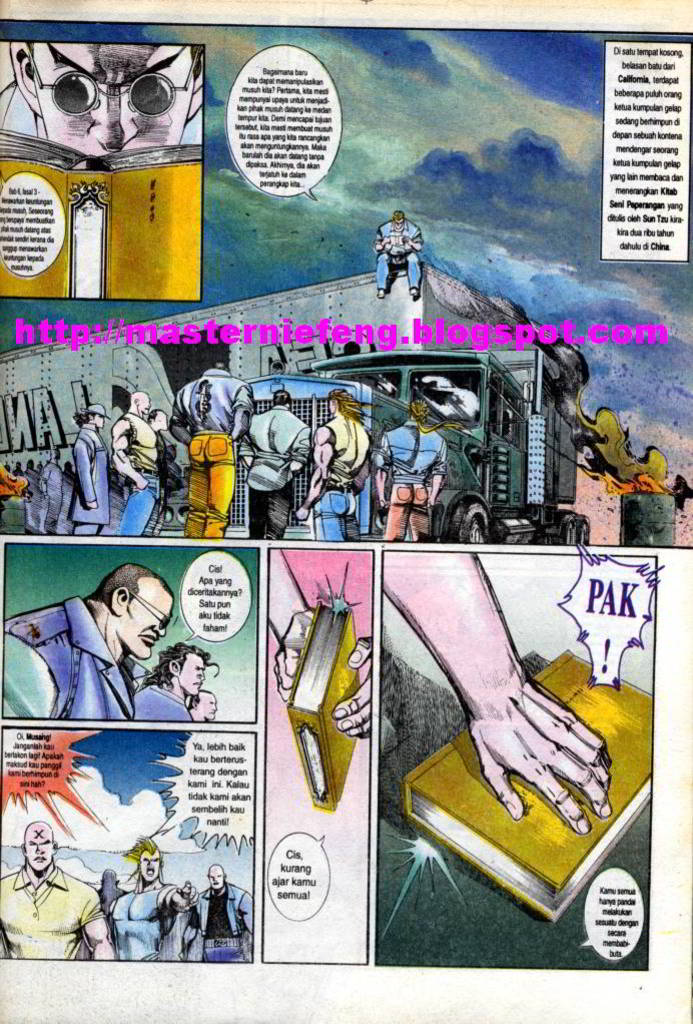 Bagaimana baru
kita dapat memanipulasikan
musuh kita? Pertama, kita mesti
mempunyai upaya untuk menjadi-
kan pihak musuh datang ke medan
tempur kita. Demi mencapai tujuan
tersebut, kita mesti membuat musuh
itu rasa apa yang kita rancangkan
akan menguntungkannya. Maka
barulah dia akan datang tanpa
dipaksa. Akhirnya, dia akan
terjatuh ke dalam
perangkap kita...
Di satu tempat kosong,
belasan batu dari
California, terdapat
beberapa puluh orang
ketua kumpulan gelap
sedang berhimpun di
depan sebuah kontena
mendengar seorang
ketua kumpulan gelap
yang lain membaca dan
menerangkan Kitab
Seni Peperangan yang
ditulis oleh Sun Tzu kira-
kira dua ribu tahun
dahulu di China.
Bab 6, fasal 3 -
menawarkan keuntungan
kepada musuh. Seseorang
yang berupaya membuatkan
pihak musuh datang atas
kehendak sendiri kerana dia
sanggup menawarkan
keuntungan kepada
musuhnya.
http://masterniefeng.blogspot.com
Cis!
Apa yang
diceritakannya?
Satu pun
aku tidak
faham!
PAK
!
Oi, Musang!
Janganlah kau
berlakon lagi! Apakah
maksud kau panggil
kami berhimpun di
sini hah?
Ya, lebih baik
kau berterus-
terang dengan
kami ini. Kalau
tidak kami akan
sembelih kau
nanti!
Cis,
kurang
ajar kamu
semua!
Kamu semua
hanya pandai
melakukan
sesuatu dengan
secara
membabi-
buta.